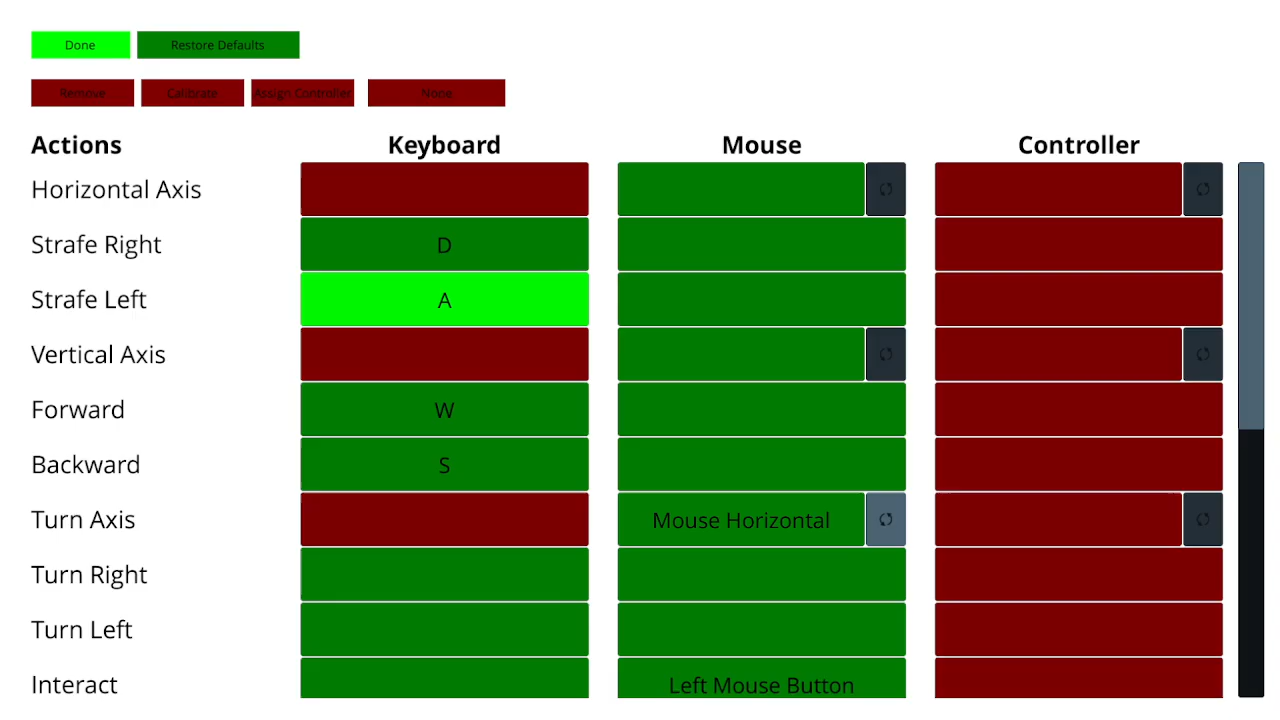 Done Restore Defaults
Remove Calibrate Assign Controller None
Actions Keyboard Mouse Controller
Horizontal Axis
Strafe Right D
Strafe Left A
Vertical Axis
Forward W
Backward S
Turn Axis Mouse Horizontal
Turn Right
Turn Left
Interact Left Mouse Button